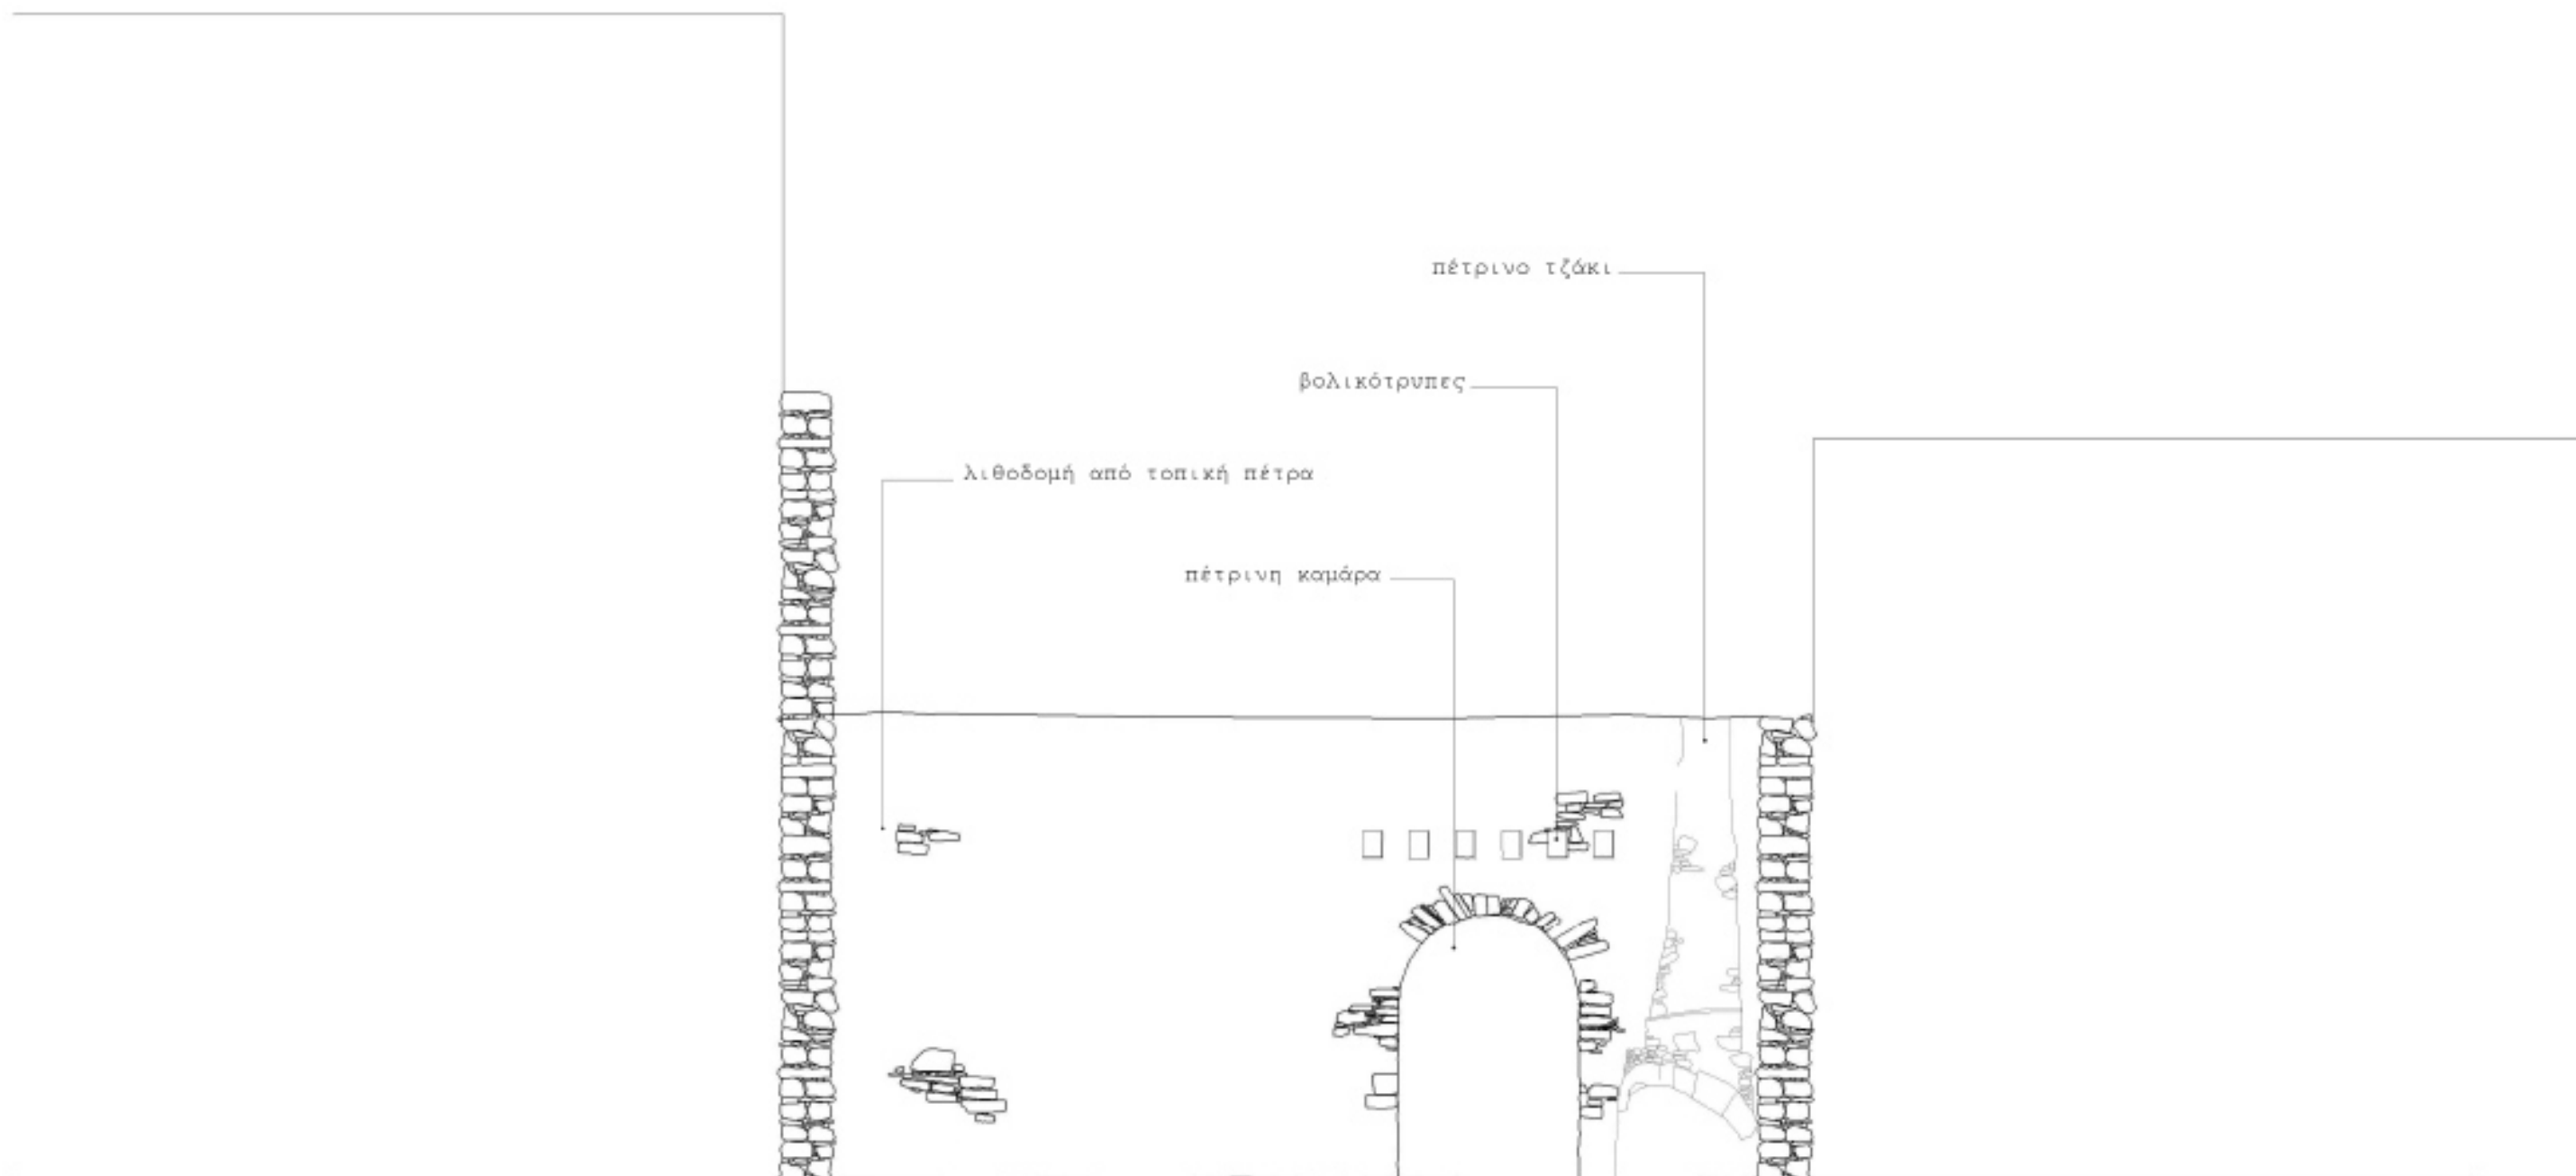 πέτρινο τζάκι
βολικότρυπες
λιθοδομή από τοπική πέτρα
πέτρινη καμάρα